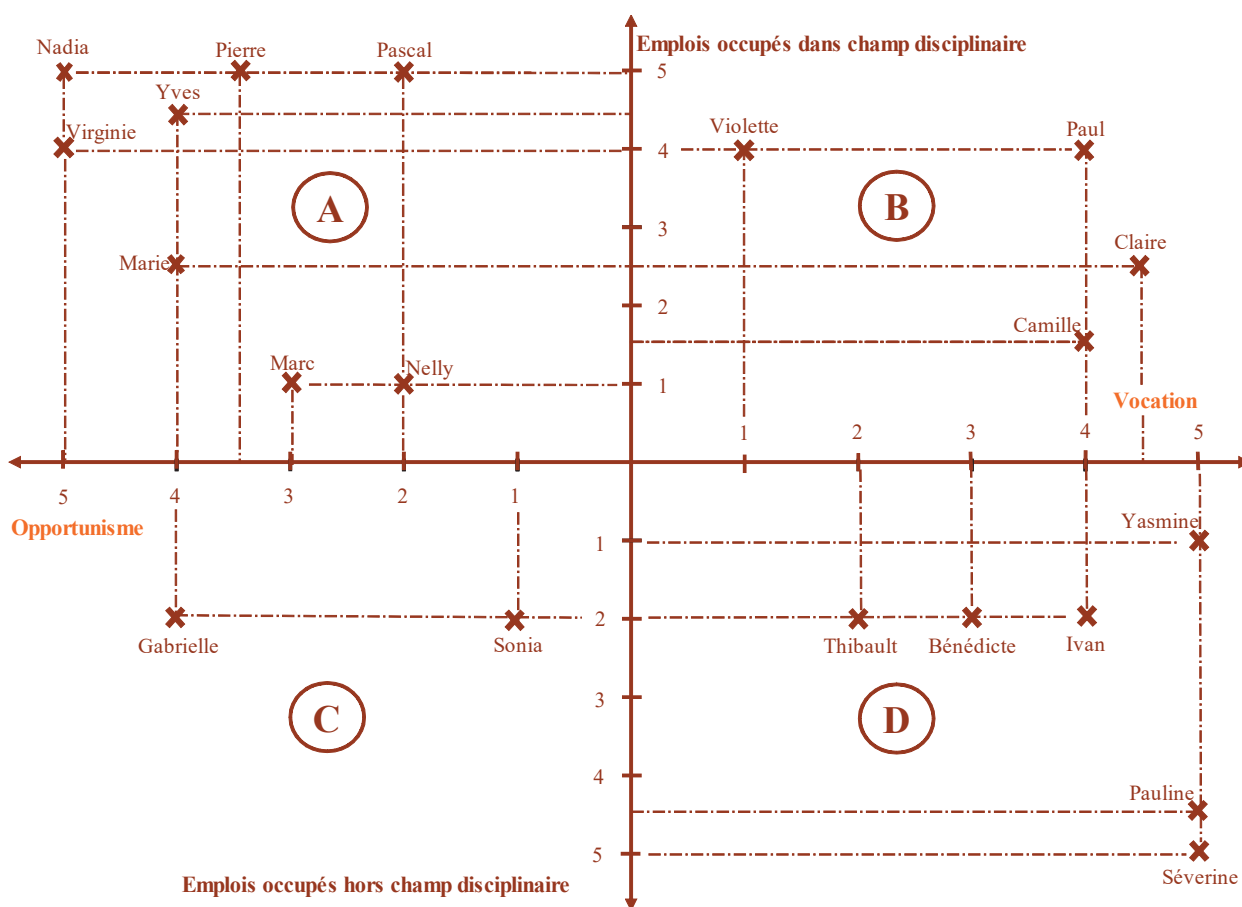 Emplois occupés dans champ disciplinaire
Nadia
Pierre
Pascal
5
Yves
Virginie
Violette
Paul
4
A
B
3
Marie
Claire
2
Camille
Marc
Nelly
1
Vocation
1
2
3
4
5
5
4
3
2
1
Opportunisme
Yasmine
1
2
Gabrielle
Sonia
Thibault
Bénédicte
Ivan
C
D
3
4
Pauline
5
Séverine
Emplois occupés hors champ disciplinaire